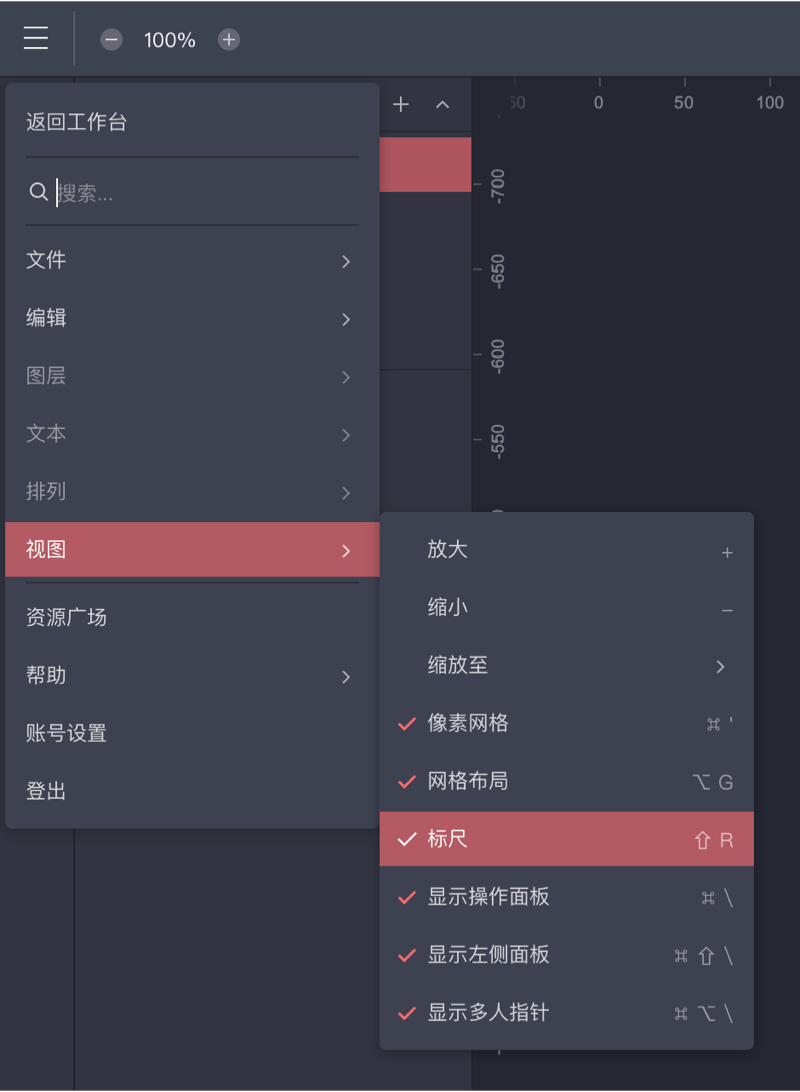 100%
返回工作台
搜索...
文件
编辑
图层
文本
排列
视图
资源广场
帮助
账号设置
登出
50 0 50 100
-700
-650
-600
-550
放大 +
缩小 −
缩放至
像素网格 ⌘ '
网格布局 ⌥ G
标尺 ⇧ R
显示操作面板 ⌘ \
显示左侧面板 ⌘ ⇧ \
显示多人指针 ⌘ ⌥ \